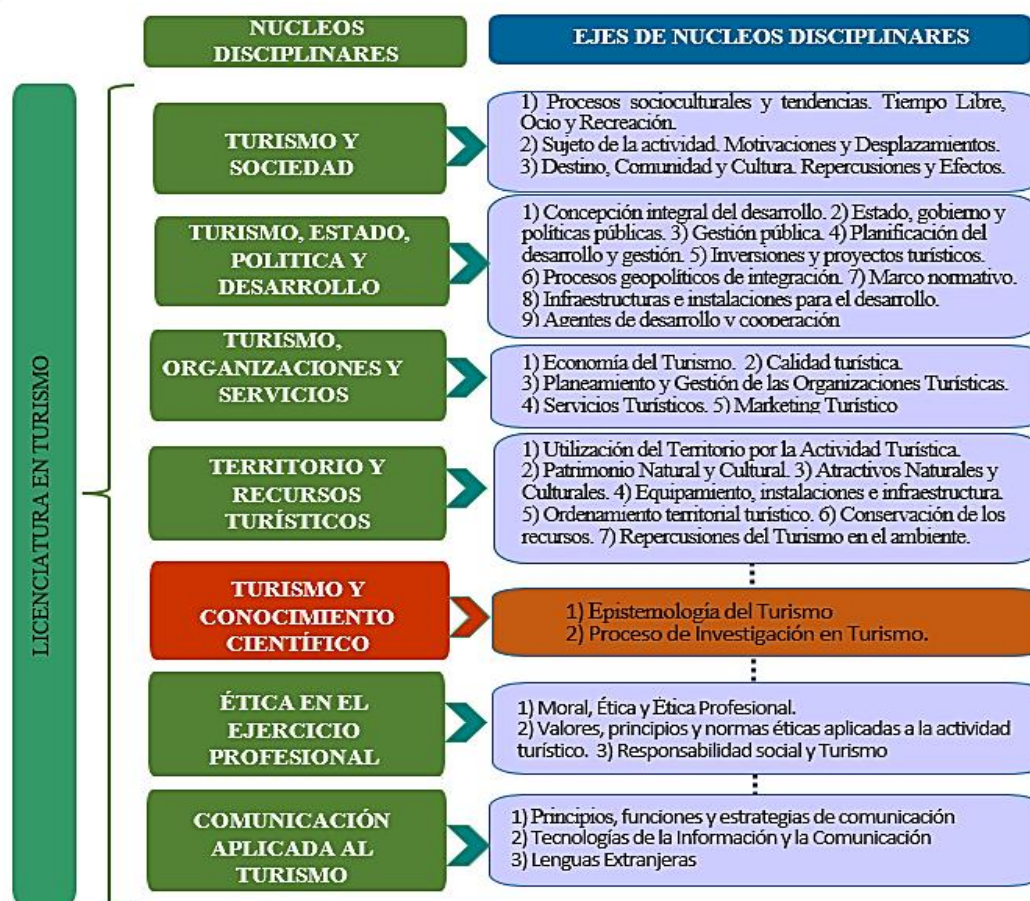 NUCLEOS
DISCIPLINARES
EJES DE NUCLEOS DISCIPLINARES
LICENCIATURA EN TURISMO
TURISMO Y
SOCIEDAD
1) Procesos socioculturales y tendencias. Tiempo Libre,
Ocio y Recreación.
2) Sujeto de la actividad. Motivaciones y Desplazamientos.
3) Destino, Comunidad y Cultura. Repercusiones y Efectos.
TURISMO, ESTADO,
POLITICA Y
DESARROLLO
1) Concepción integral del desarrollo. 2) Estado, gobierno y
políticas públicas. 3) Gestión pública. 4) Planificación del
desarrollo y gestión. 5) Inversiones y proyectos turísticos.
6) Procesos geopolíticos de integración. 7) Marco normativo.
8) Infraestructuras e instalaciones para el desarrollo.
9) Agentes de desarrollo y cooperación
TURISMO,
ORGANIZACIONES Y
SERVICIOS
1) Economía del Turismo. 2) Calidad turística.
3) Planeamiento y Gestión de las Organizaciones Turísticas.
4) Servicios Turísticos. 5) Marketing Turístico
TERRITORIO Y
RECURSOS
TURÍSTICOS
1) Utilización del Territorio por la Actividad Turística.
2) Patrimonio Natural y Cultural. 3) Atractivos Naturales y
Culturales. 4) Equipamiento, instalaciones e infraestructura.
5) Ordenamiento territorial turístico. 6) Conservación de los
recursos. 7) Repercusiones del Turismo en el ambiente.
TURISMO Y
CONOCIMIENTO
CIENTÍFICO
1) Epistemología del Turismo
2) Proceso de Investigación en Turismo.
ÉTICA EN EL
EJERCICIO
PROFESIONAL
1) Moral, Ética y Ética Profesional.
2) Valores, principios y normas éticas aplicadas a la actividad
turístico. 3) Responsabilidad social y Turismo
COMUNICACIÓN
APLICADA AL
TURISMO
1) Principios, funciones y estrategias de comunicación
2) Tecnologías de la Información y la Comunicación
3) Lenguas Extranjeras